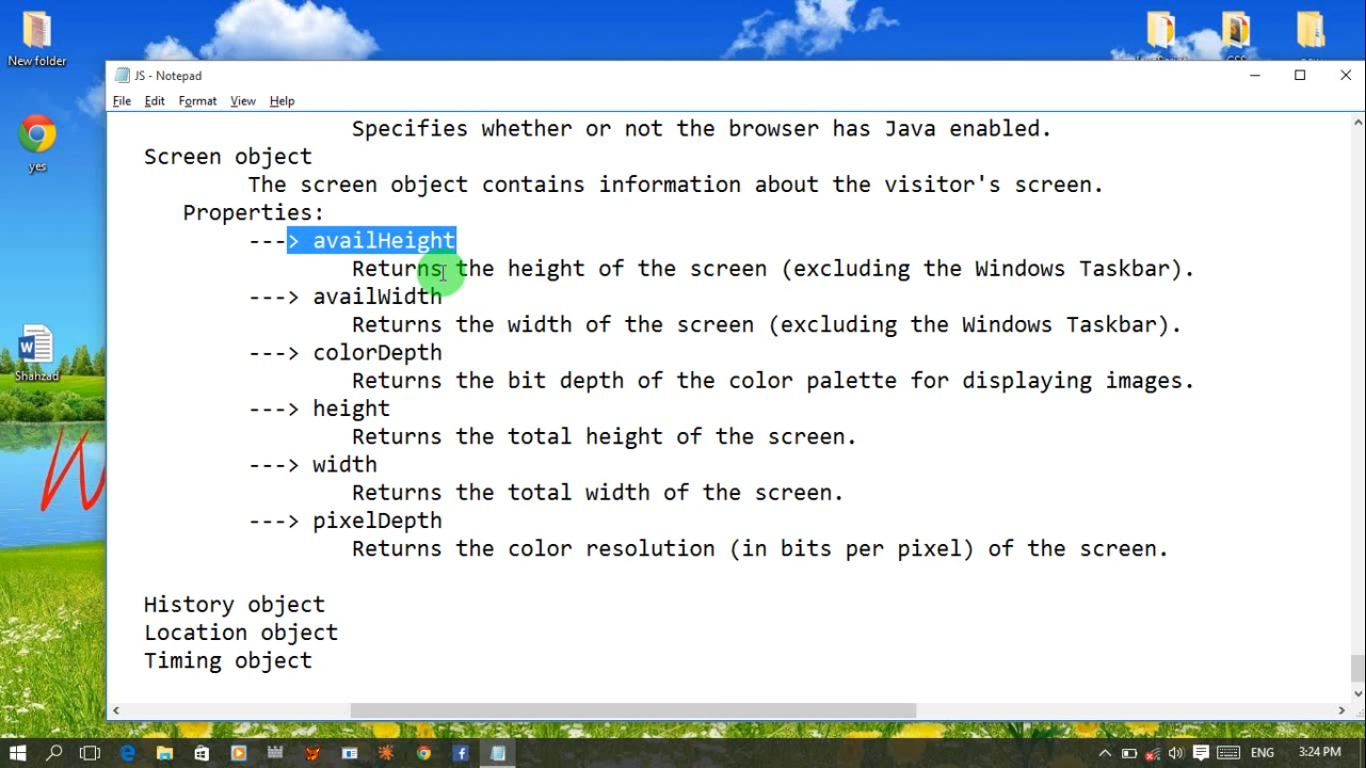 New folder
yes
Shahzad
JS - Notepad
File Edit Format View Help
Specifies whether or not the browser has Java enabled.
Screen object
The screen object contains information about the visitor's screen.
Properties:
---> availHeight
Returns the height of the screen (excluding the Windows Taskbar).
---> availWidth
Returns the width of the screen (excluding the Windows Taskbar).
---> colorDepth
Returns the bit depth of the color palette for displaying images.
---> height
Returns the total height of the screen.
---> width
Returns the total width of the screen.
---> pixelDepth
Returns the color resolution (in bits per pixel) of the screen.
History object
Location object
Timing object
ENG
3:24 PM